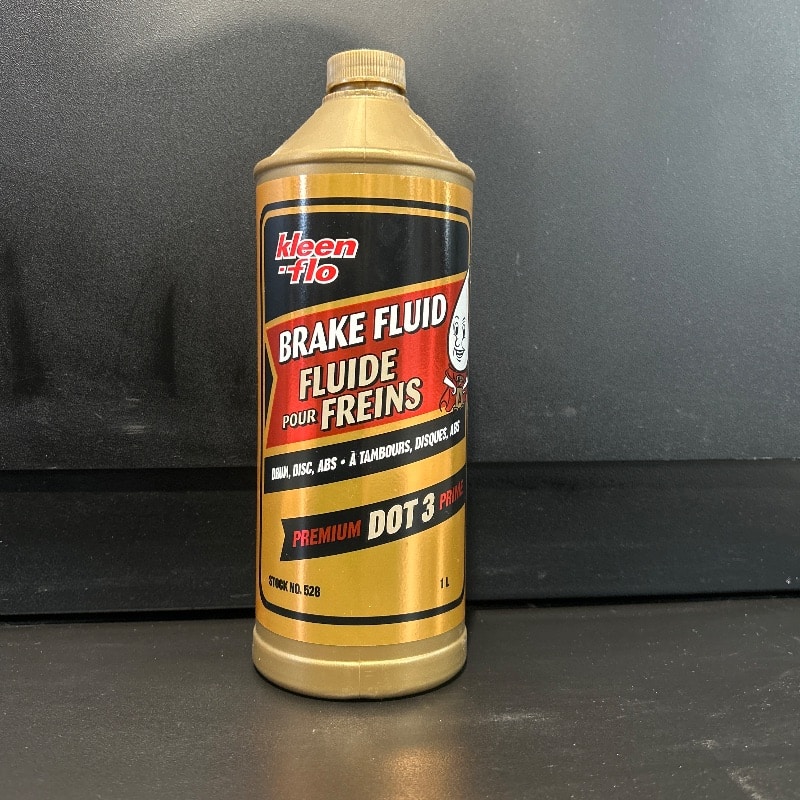 kleen
-flo
BRAKE FLUID
FLUIDE
POUR FREINS
DRUM, DISC, ABS • À TAMBOURS, DISQUES, ABS
PREMIUM DOT 3 PRIME
STOCK NO. 528
1 L